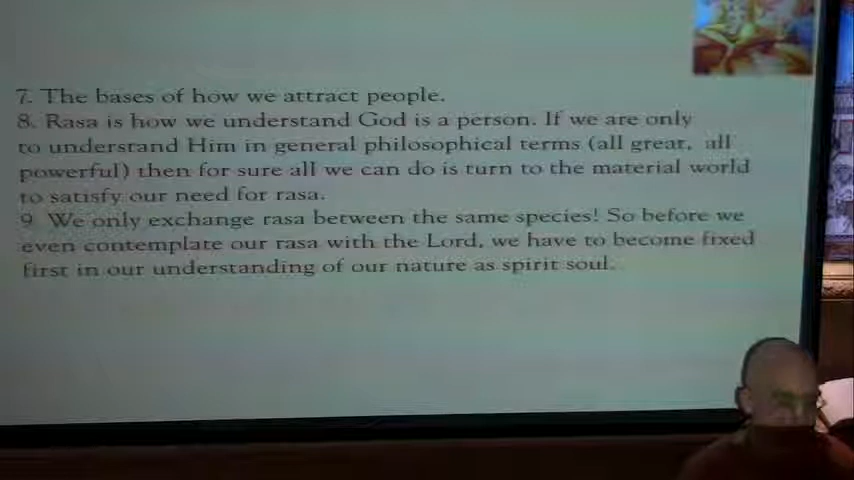 7. The bases of how we attract people.
8. Rasa is how we understand God is a person. If we are only
to understand Him in general philosophical terms (all great, all
powerful) then for sure all we can do is turn to the material world
to satisfy our need for rasa.
9 We only exchange rasa between the same species! So before we
even contemplate our rasa with the Lord, we have to become fixed
first in our understanding of our nature as spirit soul.